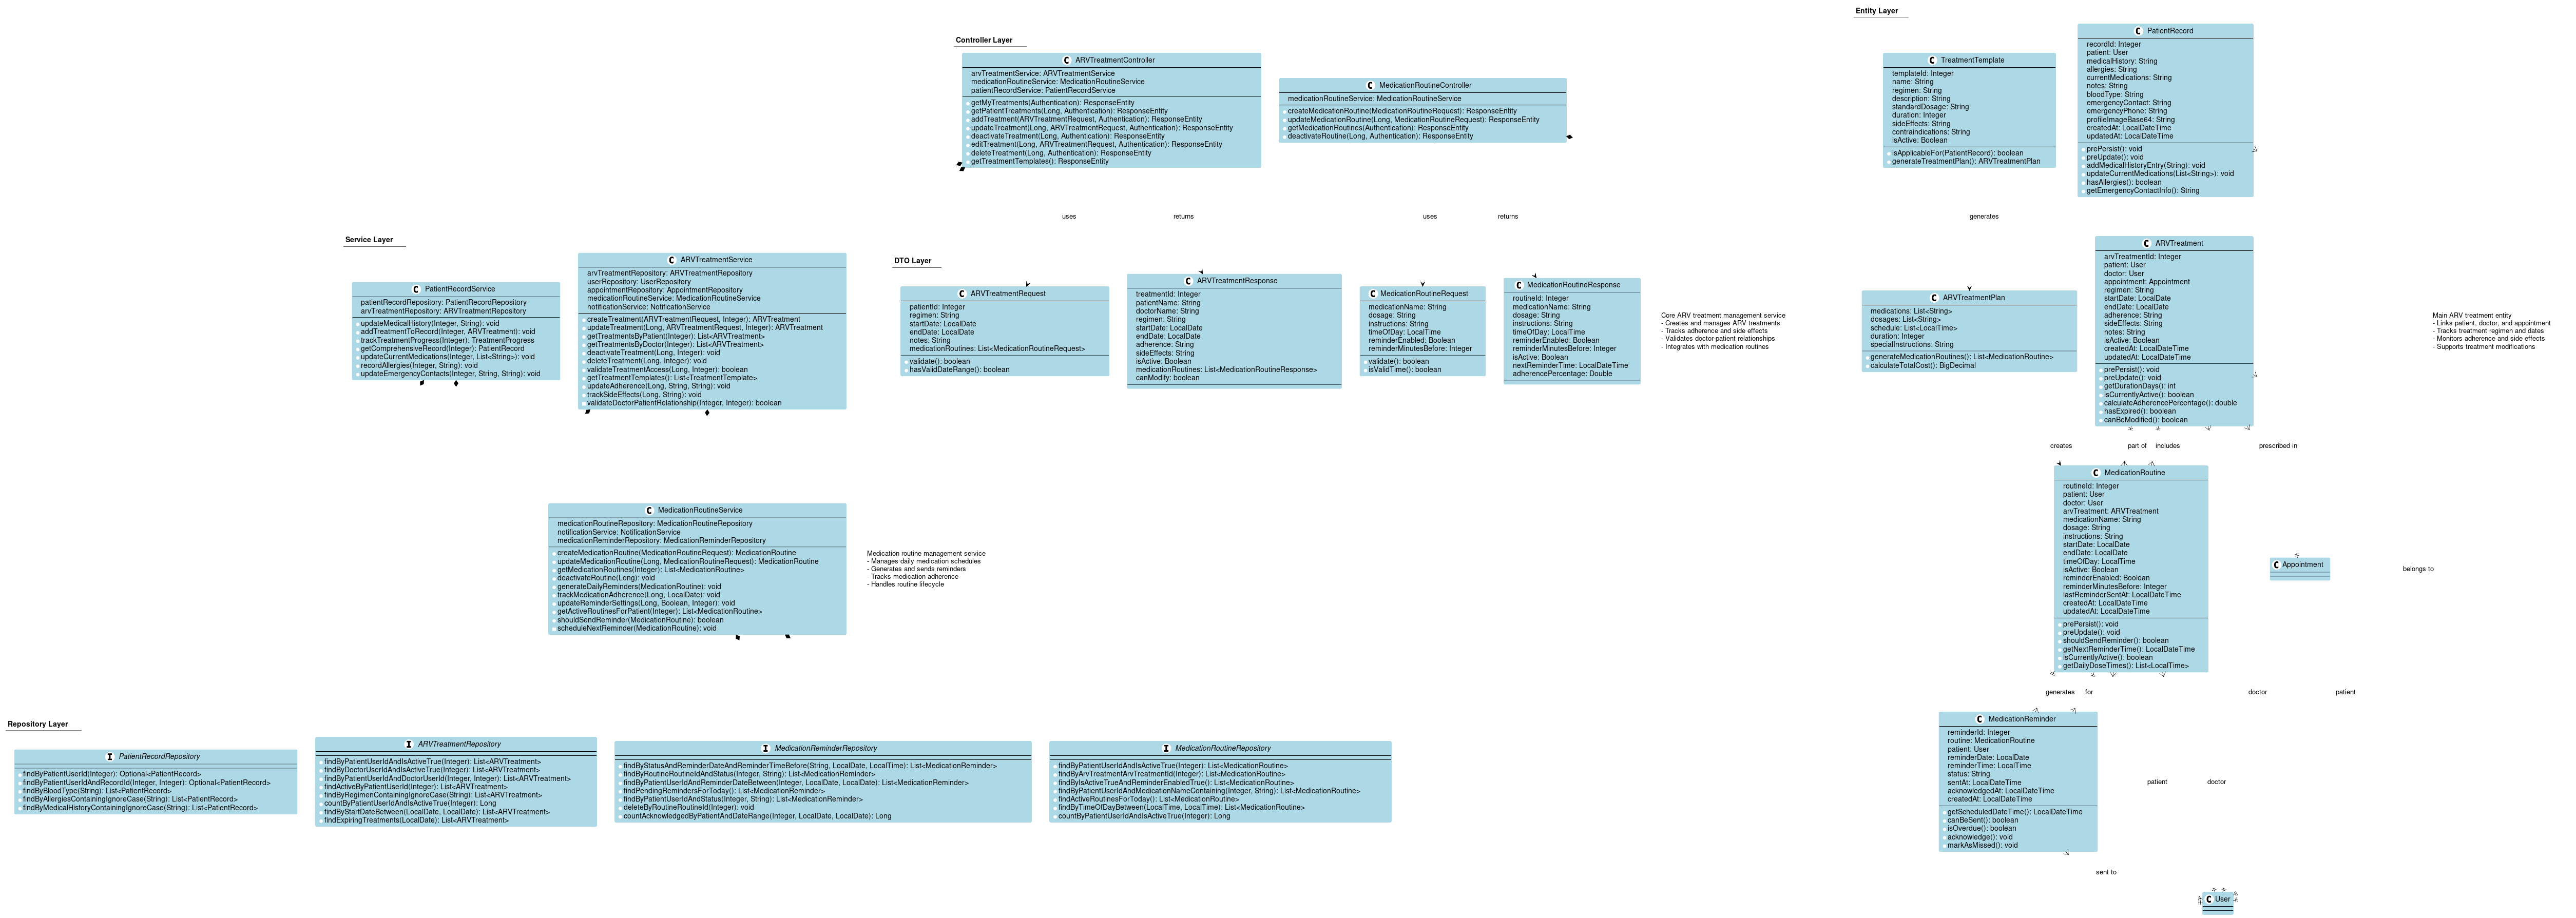 Entity Layer
Controller Layer
C PatientRecord
recordId: Integer
patient: User
medicalHistory: String
allergies: String
currentMedications: String
notes: String
bloodType: String
emergencyContact: String
emergencyPhone: String
profileImageBase64: String
createdAt: LocalDateTime
updatedAt: LocalDateTime
prePersist(): void
preUpdate(): void
addMedicalHistoryEntry(String): void
updateCurrentMedications(List<String>): void
hasAllergies(): boolean
getEmergencyContactInfo(): String
C ARVTreatmentController
arvTreatmentService: ARVTreatmentService
medicationRoutineService: MedicationRoutineService
patientRecordService: PatientRecordService
getMyTreatments(Authentication): ResponseEntity
getPatientTreatments(Long, Authentication): ResponseEntity
addTreatment(ARVTreatmentRequest, Authentication): ResponseEntity
updateTreatment(Long, ARVTreatmentRequest, Authentication): ResponseEntity
deactivateTreatment(Long, Authentication): ResponseEntity
editTreatment(Long, ARVTreatmentRequest, Authentication): ResponseEntity
deleteTreatment(Long, Authentication): ResponseEntity
getTreatmentTemplates(): ResponseEntity
C MedicationRoutineController
medicationRoutineService: MedicationRoutineService
createMedicationRoutine(MedicationRoutineRequest): ResponseEntity
updateMedicationRoutine(Long, MedicationRoutineRequest): ResponseEntity
getMedicationRoutines(Authentication): ResponseEntity
deactivateRoutine(Long, Authentication): ResponseEntity
C TreatmentTemplate
templateId: Integer
name: String
regimen: String
description: String
standardDosage: String
duration: Integer
sideEffects: String
contraindications: String
isActive: Boolean
isApplicableFor(PatientRecord): boolean
generateTreatmentPlan(): ARVTreatmentPlan
uses
returns
uses
returns
generates
Service Layer
DTO Layer
C PatientRecordService
patientRecordRepository: PatientRecordRepository
arvTreatmentRepository: ARVTreatmentRepository
updateMedicalHistory(Integer, String): void
addTreatmentToRecord(Integer, ARVTreatment): void
trackTreatmentProgress(Integer): TreatmentProgress
getComprehensiveRecord(Integer): PatientRecord
updateCurrentMedications(Integer, List<String>): void
recordAllergies(Integer, String): void
updateEmergencyContacts(Integer, String, String): void
C ARVTreatmentService
arvTreatmentRepository: ARVTreatmentRepository
userRepository: UserRepository
appointmentRepository: AppointmentRepository
medicationRoutineService: MedicationRoutineService
notificationService: NotificationService
createTreatment(ARVTreatmentRequest, Integer): ARVTreatment
updateTreatment(Long, ARVTreatmentRequest, Integer): ARVTreatment
getTreatmentsByPatient(Integer): List<ARVTreatment>
getTreatmentsByDoctor(Integer): List<ARVTreatment>
deactivateTreatment(Long, Integer): void
deleteTreatment(Long, Integer): void
validateTreatmentAccess(Long, Integer): boolean
getTreatmentTemplates(): List<TreatmentTemplate>
updateAdherence(Long, String, String): void
trackSideEffects(Long, String): void
validateDoctorPatientRelationship(Integer, Integer): boolean
C ARVTreatmentRequest
patientId: Integer
regimen: String
startDate: LocalDate
endDate: LocalDate
notes: String
medicationRoutines: List<MedicationRoutineRequest>
validate(): boolean
hasValidDateRange(): boolean
C ARVTreatmentResponse
treatmentId: Integer
patientName: String
doctorName: String
regimen: String
startDate: LocalDate
endDate: LocalDate
adherence: String
sideEffects: String
isActive: Boolean
medicationRoutines: List<MedicationRoutineResponse>
canModify: boolean
C MedicationRoutineRequest
medicationName: String
dosage: String
instructions: String
timeOfDay: LocalTime
reminderEnabled: Boolean
reminderMinutesBefore: Integer
validate(): boolean
isValidTime(): boolean
C MedicationRoutineResponse
routineId: Integer
medicationName: String
dosage: String
instructions: String
timeOfDay: LocalTime
reminderEnabled: Boolean
reminderMinutesBefore: Integer
isActive: Boolean
nextReminderTime: LocalDateTime
adherencePercentage: Double
Core ARV treatment management service
- Creates and manages ARV treatments
- Tracks adherence and side effects
- Validates doctor-patient relationships
- Integrates with medication routines
C ARVTreatmentPlan
medications: List<String>
dosages: List<String>
schedule: List<LocalTime>
duration: Integer
specialInstructions: String
generateMedicationRoutines(): List<MedicationRoutine>
calculateTotalCost(): BigDecimal
C ARVTreatment
arvTreatmentId: Integer
patient: User
doctor: User
appointment: Appointment
regimen: String
startDate: LocalDate
endDate: LocalDate
adherence: String
sideEffects: String
notes: String
isActive: Boolean
createdAt: LocalDateTime
updatedAt: LocalDateTime
prePersist(): void
preUpdate(): void
getDurationDays(): int
isCurrentlyActive(): boolean
calculateAdherencePercentage(): double
hasExpired(): boolean
canBeModified(): boolean
Main ARV treatment entity
- Links patient, doctor, and appointment
- Tracks treatment regimen and dates
- Monitors adherence and side effects
- Supports treatment modifications
creates
part of
includes
prescribed in
C MedicationRoutineService
medicationRoutineRepository: MedicationRoutineRepository
notificationService: NotificationService
medicationReminderRepository: MedicationReminderRepository
createMedicationRoutine(MedicationRoutineRequest): MedicationRoutine
updateMedicationRoutine(Long, MedicationRoutineRequest): MedicationRoutine
getMedicationRoutines(Integer): List<MedicationRoutine>
deactivateRoutine(Long): void
generateDailyReminders(MedicationRoutine): void
trackMedicationAdherence(Long, LocalDate): void
updateReminderSettings(Long, Boolean, Integer): void
getActiveRoutinesForPatient(Integer): List<MedicationRoutine>
shouldSendReminder(MedicationRoutine): boolean
scheduleNextReminder(MedicationRoutine): void
Medication routine management service
- Manages daily medication schedules
- Generates and sends reminders
- Tracks medication adherence
- Handles routine lifecycle
C MedicationRoutine
routineId: Integer
patient: User
doctor: User
arvTreatment: ARVTreatment
medicationName: String
dosage: String
instructions: String
startDate: LocalDate
endDate: LocalDate
timeOfDay: LocalTime
isActive: Boolean
reminderEnabled: Boolean
reminderMinutesBefore: Integer
lastReminderSentAt: LocalDateTime
createdAt: LocalDateTime
updatedAt: LocalDateTime
prePersist(): void
preUpdate(): void
shouldSendReminder(): boolean
getNextReminderTime(): LocalDateTime
isCurrentlyActive(): boolean
getDailyDoseTimes(): List<LocalTime>
C Appointment
belongs to
generates
for
doctor
patient
Repository Layer
I PatientRecordRepository
findByPatientUserId(Integer): Optional<PatientRecord>
findByPatientUserIdAndRecordId(Integer, Integer): Optional<PatientRecord>
findByBloodType(String): List<PatientRecord>
findByAllergiesContainingIgnoreCase(String): List<PatientRecord>
findByMedicalHistoryContainingIgnoreCase(String): List<PatientRecord>
I ARVTreatmentRepository
findByPatientUserIdAndIsActiveTrue(Integer): List<ARVTreatment>
findByDoctorUserIdAndIsActiveTrue(Integer): List<ARVTreatment>
findByPatientUserIdAndDoctorUserId(Integer, Integer): List<ARVTreatment>
findActiveByPatientUserId(Integer): List<ARVTreatment>
findByRegimenContainingIgnoreCase(String): List<ARVTreatment>
countByPatientUserIdAndIsActiveTrue(Integer): Long
findByStartDateBetween(LocalDate, LocalDate): List<ARVTreatment>
findExpiringTreatments(LocalDate): List<ARVTreatment>
I MedicationReminderRepository
findByStatusAndReminderDateAndReminderTimeBefore(String, LocalDate, LocalTime): List<MedicationReminder>
findByRoutineRoutineIdAndStatus(Integer, String): List<MedicationReminder>
findByPatientUserIdAndReminderDateBetween(Integer, LocalDate, LocalDate): List<MedicationReminder>
findPendingRemindersForToday(): List<MedicationReminder>
findByPatientUserIdAndStatus(Integer, String): List<MedicationReminder>
deleteByRoutineRoutineId(Integer): void
countAcknowledgedByPatientAndDateRange(Integer, LocalDate, LocalDate): Long
I MedicationRoutineRepository
findByPatientUserIdAndIsActiveTrue(Integer): List<MedicationRoutine>
findByArvTreatmentArvTreatmentId(Integer): List<MedicationRoutine>
findByIsActiveTrueAndReminderEnabledTrue(): List<MedicationRoutine>
findByPatientUserIdAndMedicationNameContaining(Integer, String): List<MedicationRoutine>
findActiveRoutinesForToday(): List<MedicationRoutine>
findByTimeOfDayBetween(LocalTime, LocalTime): List<MedicationRoutine>
countByPatientUserIdAndIsActiveTrue(Integer): Long
C MedicationReminder
reminderId: Integer
routine: MedicationRoutine
patient: User
reminderDate: LocalDate
reminderTime: LocalTime
status: String
sentAt: LocalDateTime
acknowledgedAt: LocalDateTime
createdAt: LocalDateTime
getScheduledDateTime(): LocalDateTime
canBeSent(): boolean
isOverdue(): boolean
acknowledge(): void
markAsMissed(): void
patient
doctor
sent to
C User